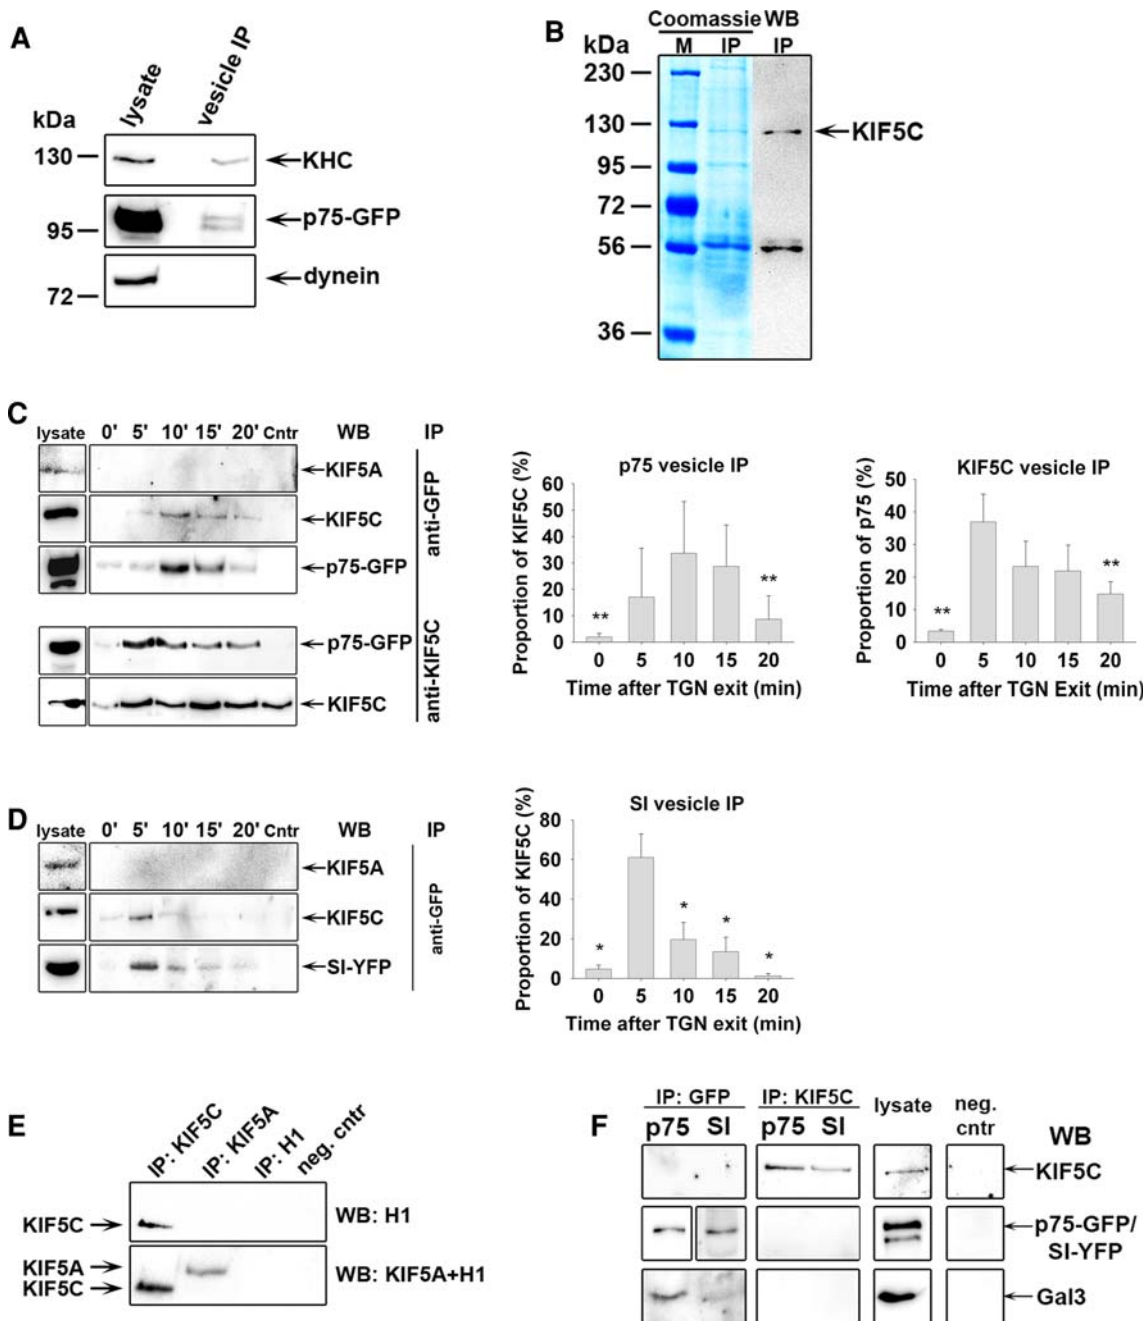 A
lysate
vesicle IP
kDa
130
KHC
p75-GFP
95
dynein
72
B
Coomassie WB
kDa M IP IP
230
130
KIF5C
95
72
56
36
C
lysate 0' 5' 10' 15' 20' Cntr WB IP
KIF5A
KIF5C
p75-GFP
anti-GFP
p75-GFP
KIF5C
anti-KIF5C
p75 vesicle IP
Proportion of KIF5C (%)
60
50
40
30
20
10
0
**
**
0 5 10 15 20
Time after TGN exit (min)
KIF5C vesicle IP
Proportion of p75 (%)
50
40
30
20
10
0
**
**
0 5 10 15 20
Time after TGN Exit (min)
D
lysate 0' 5' 10' 15' 20' Cntr WB IP
KIF5A
KIF5C
SI-YFP
anti-GFP
SI vesicle IP
Proportion of KIF5C (%)
80
60
40
20
0
*
*
*
*
0 5 10 15 20
Time after TGN exit (min)
E
IP: KIF5C
IP: KIF5A
IP: H1
neg. cntr
KIF5C
WB: H1
KIF5A
KIF5C
WB: KIF5A+H1
F
IP: GFP IP: KIF5C lysate neg. cntr
p75 SI p75 SI WB
KIF5C
p75-GFP/
SI-YFP
Gal3